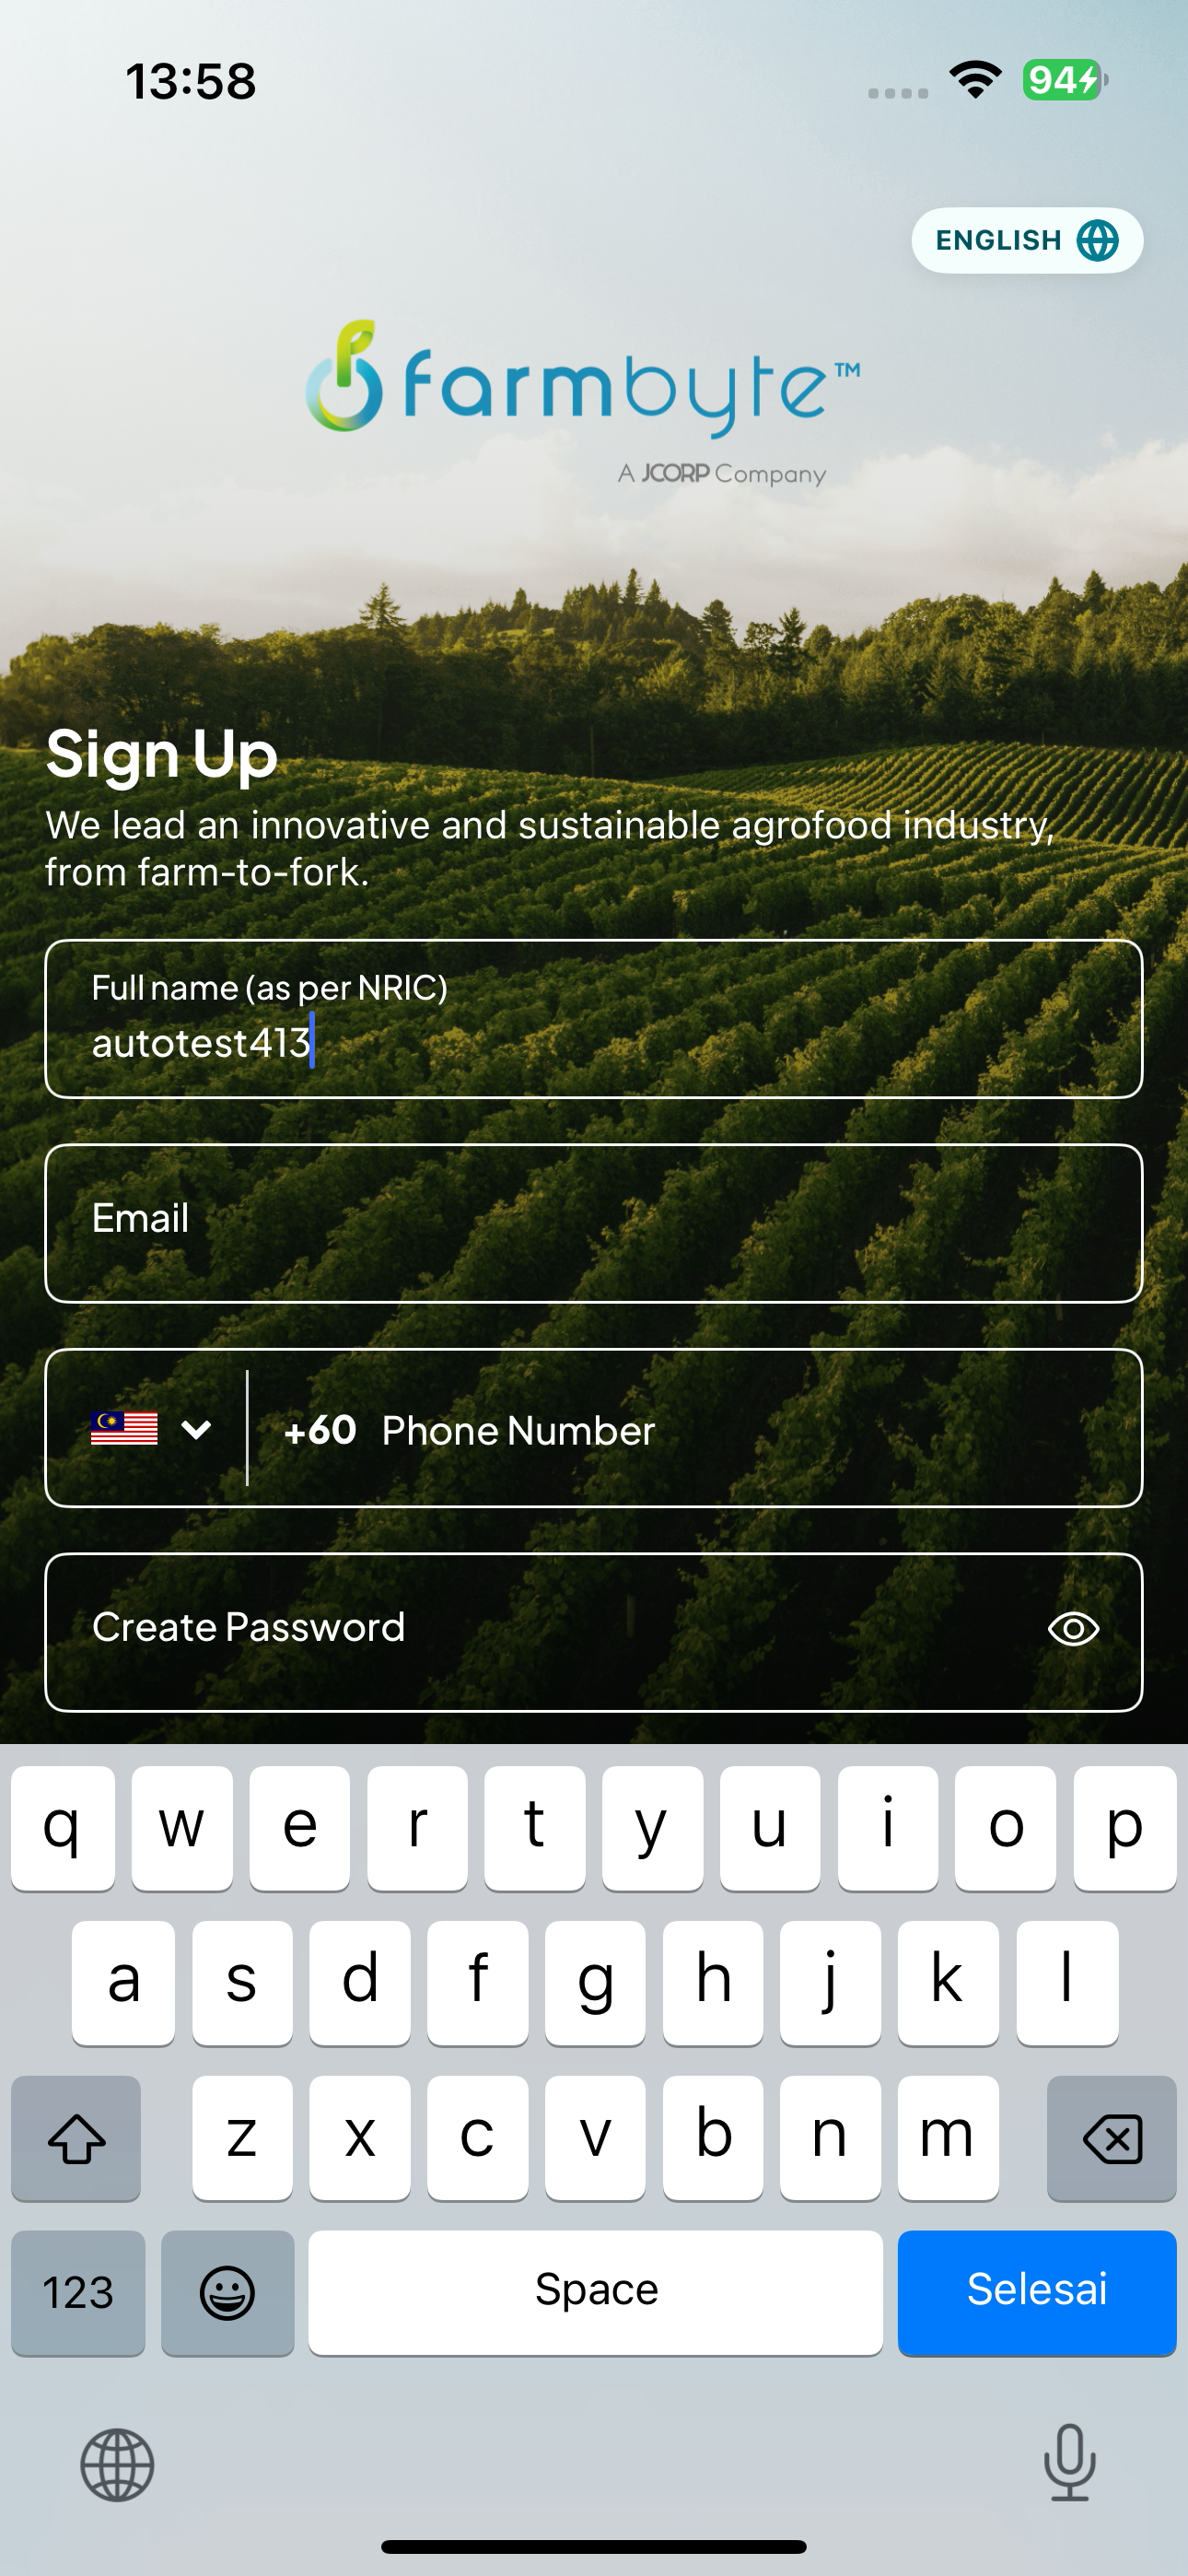 13:58
94
ENGLISH
farmbyte™
A JCORP Company
Sign Up
We lead an innovative and sustainable agrofood industry,
from farm-to-fork.
Full name (as per NRIC)
autotest413
Email
+60 Phone Number
Create Password
q w e r t y u i o p
a s d f g h j k l
z x c v b n m
123 Space Selesai